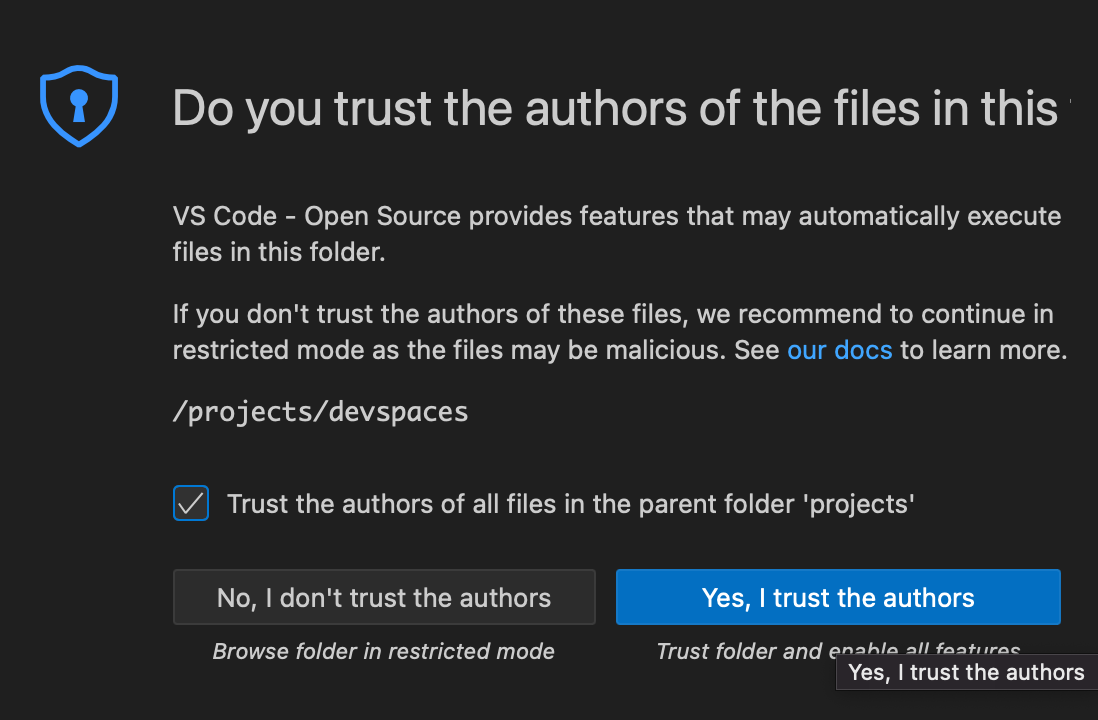 Do you trust the authors of the files in this
VS Code - Open Source provides features that may automatically execute
files in this folder.
If you don't trust the authors of these files, we recommend to continue in
restricted mode as the files may be malicious. See our docs to learn more.
/projects/devspaces
Trust the authors of all files in the parent folder 'projects'
No, I don't trust the authors
Yes, I trust the authors
Browse folder in restricted mode
Trust folder and enable all features
Yes, I trust the authors